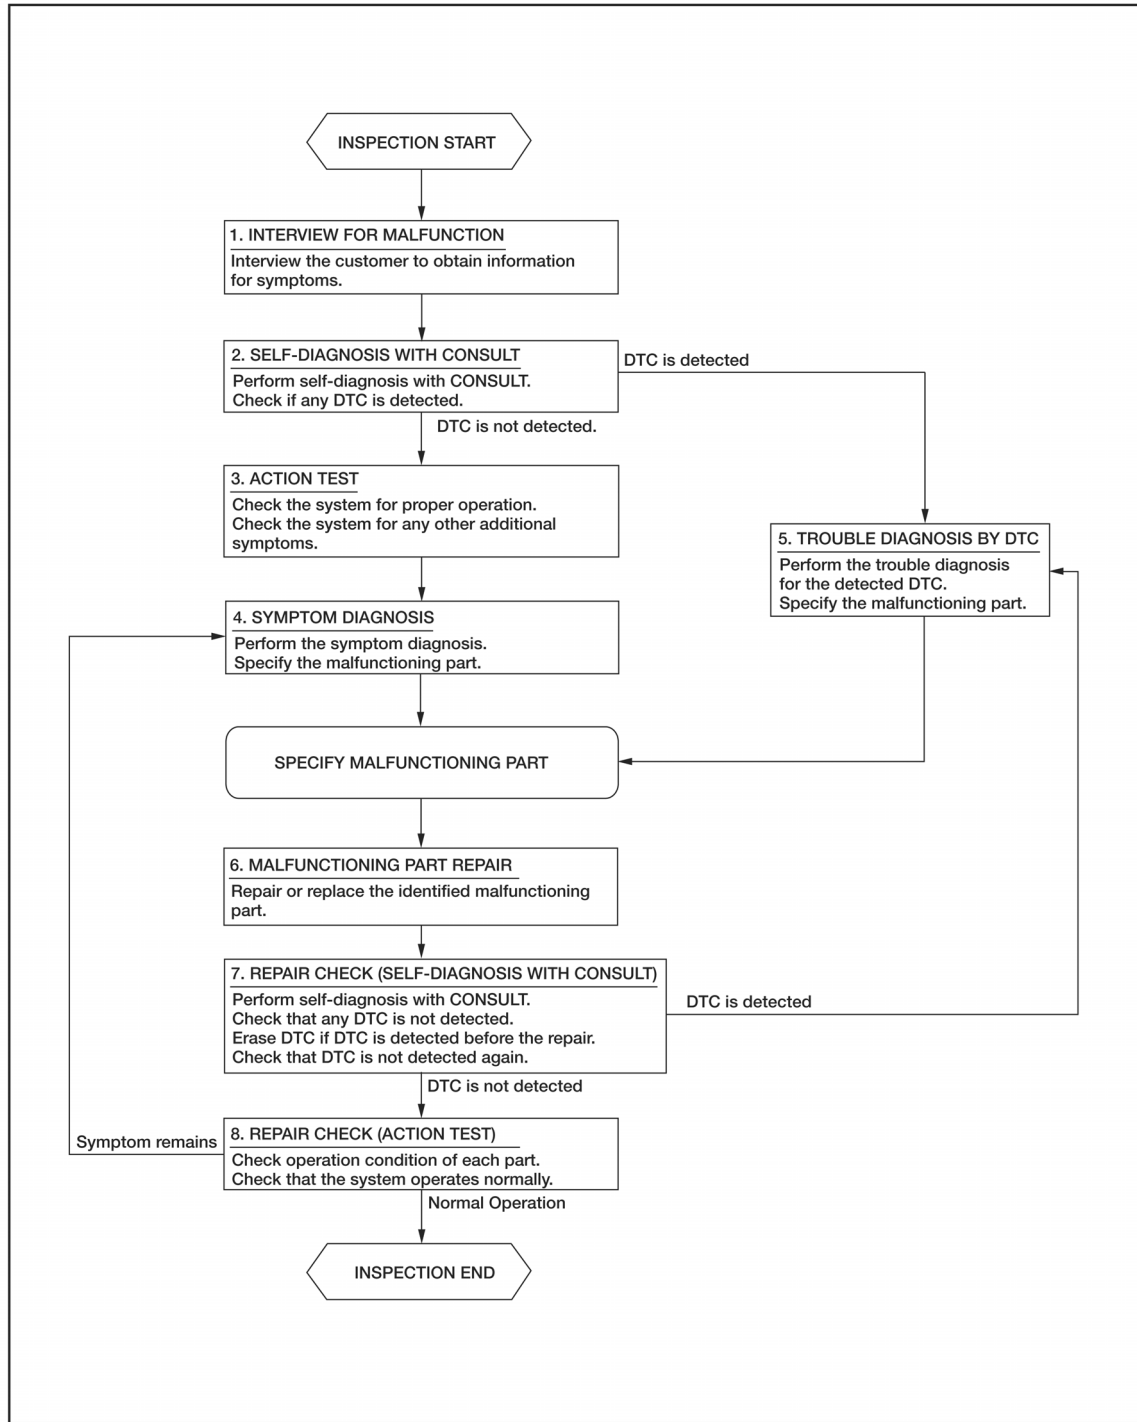 INSPECTION START
1. INTERVIEW FOR MALFUNCTION
Interview the customer to obtain information
for symptoms.
2. SELF-DIAGNOSIS WITH CONSULT
Perform self-diagnosis with CONSULT.
Check if any DTC is detected.
DTC is detected
DTC is not detected.
3. ACTION TEST
Check the system for proper operation.
Check the system for any other additional
symptoms.
5. TROUBLE DIAGNOSIS BY DTC
Perform the trouble diagnosis
for the detected DTC.
Specify the malfunctioning part.
4. SYMPTOM DIAGNOSIS
Perform the symptom diagnosis.
Specify the malfunctioning part.
SPECIFY MALFUNCTIONING PART
6. MALFUNCTIONING PART REPAIR
Repair or replace the identified malfunctioning
part.
7. REPAIR CHECK (SELF-DIAGNOSIS WITH CONSULT)
Perform self-diagnosis with CONSULT.
Check that any DTC is not detected.
Erase DTC if DTC is detected before the repair.
Check that DTC is not detected again.
DTC is detected
DTC is not detected
8. REPAIR CHECK (ACTION TEST)
Check operation condition of each part.
Check that the system operates normally.
Symptom remains
Normal Operation
INSPECTION END